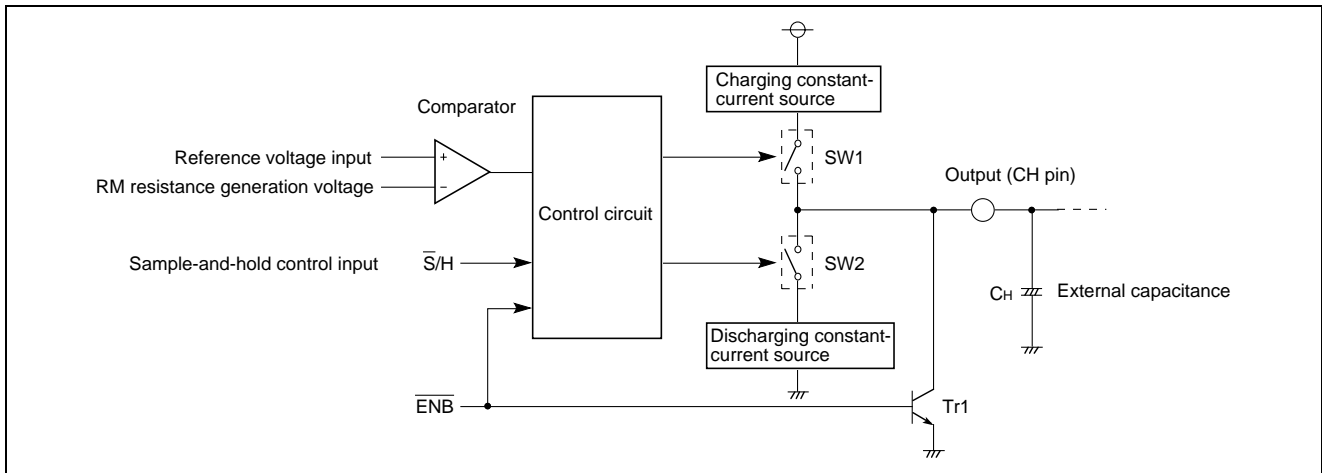 Charging constant-
current source
Comparator
Reference voltage input
+
SW1
RM resistance generation voltage
−
Output (CH pin)
Control circuit
Sample-and-hold control input
S̅/H
SW2
CH
External capacitance
Discharging constant-
current source
E̅N̅B̅
Tr1